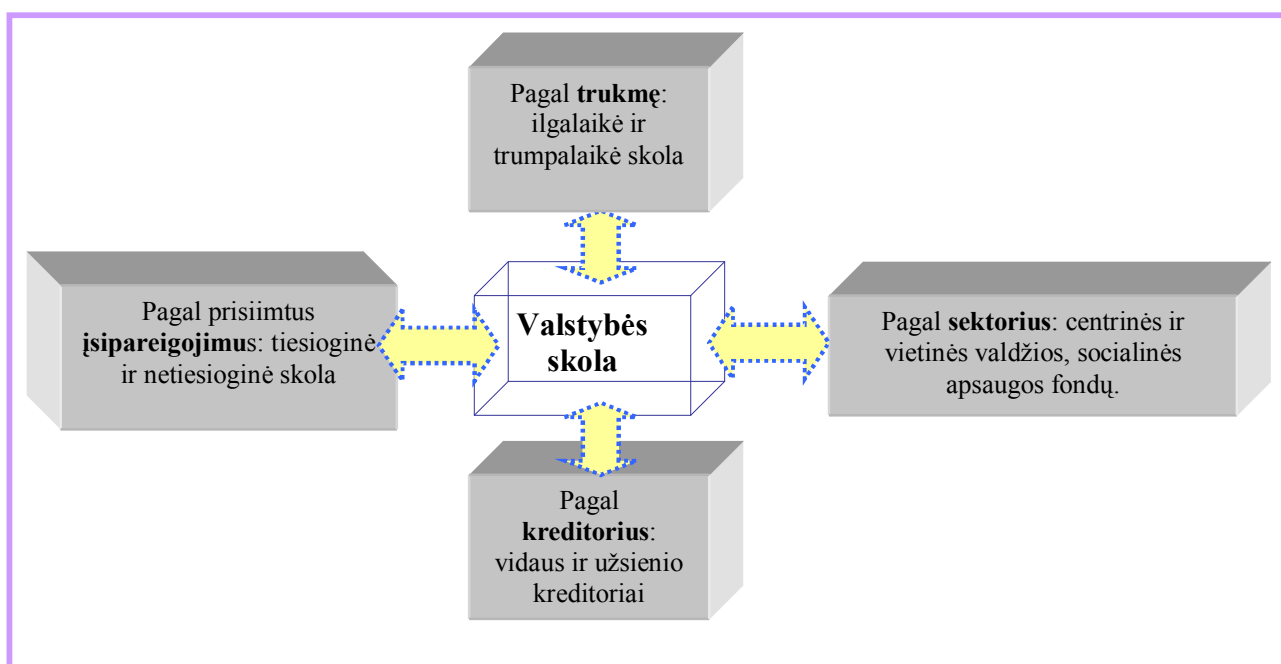 Pagal trukmę:
ilgalaikė ir
trumpalaikė skola
Pagal prisiimtus
įsipareigojimus: tiesioginė
ir netiesioginė skola
Valstybės
skola
Pagal sektorius: centrinės ir
vietinės valdžios, socialinės
apsaugos fondų.
Pagal
kreditorius:
vidaus ir užsienio
kreditoriai